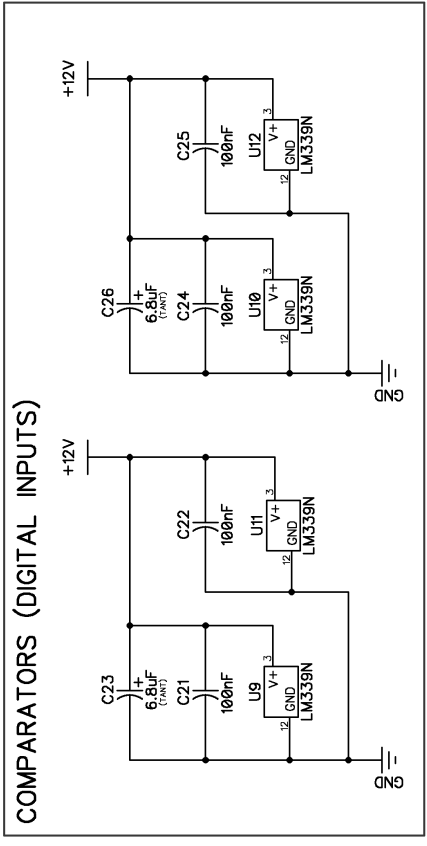 COMPARATORS (DIGITAL INPUTS)
+12V
C23
+
6.8uF
(TANT)
C21
100nF
U9
3
V+
GND
12
LM339N
C22
100nF
U11
3
V+
GND
12
LM339N
GND
+12V
C26
+
6.8uF
(TANT)
C24
100nF
U10
3
V+
GND
12
LM339N
C25
100nF
U12
3
V+
GND
12
LM339N
GND